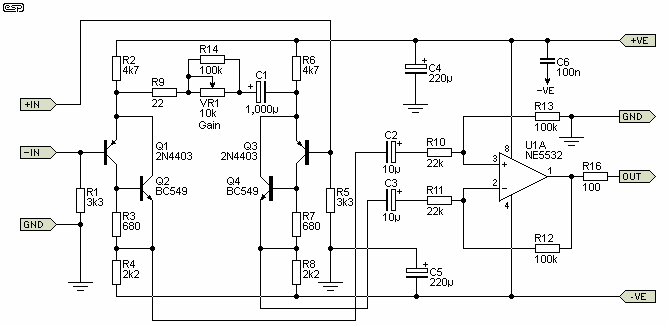 ESP
R2
4k7
R9
22
R14
100k
VR1
10k
Gain
C1
+
1,000µ
R6
4k7
+
C4
220µ
C6
100n
-VE
+VE
+IN
-IN
GND
R1
3k3
Q1
2N4403
Q2
BC549
R3
680
R4
2k2
Q3
2N4403
Q4
BC549
R7
680
R8
2k2
R5
3k3
C2
+
10µ
C3
+
10µ
R10
22k
R11
22k
R13
100k
GND
U1A
NE5532
8
3
+
2
-
1
4
R16
100
OUT
R12
100k
+
C5
220µ
-VE